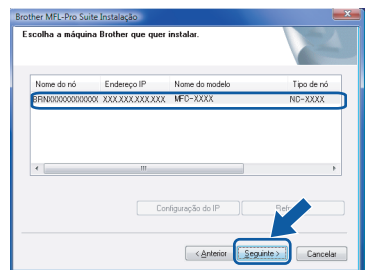 Brother MFL-Pro Suite Instalação
Escolha a máquina Brother que quer instalar.
Nome do nó Endereço IP Nome do modelo Tipo de nó
BRNXXXXXXXXXXXX XXX.XXX.XXX.XXX MFC-XXXX NC-XXXX
Configuração do IP
< Anterior Seguinte > Cancelar